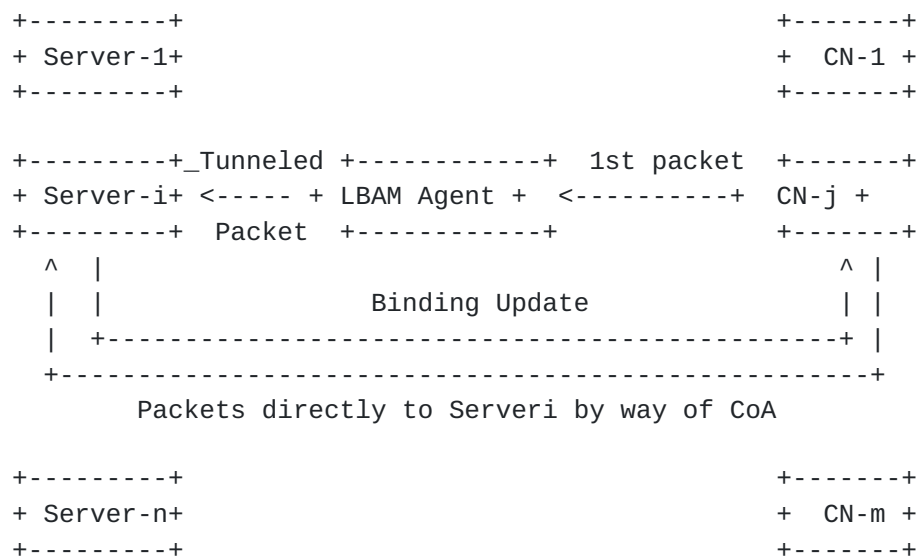 +---------+                                      +-------+
+ Server-1+                                      +  CN-1 +
+---------+                                      +-------+

+---------+_Tunneled +------------+  1st packet  +-------+
+ Server-i+ <----- + LBAM Agent +  <----------+  CN-j +
+---------+  Packet  +------------+              +-------+
  ^  |                                               ^ |
  |  |                 Binding Update                | |
  |  +-----------------------------------------------+ |
  +----------------------------------------------------+
        Packets directly to Serveri by way of CoA

+---------+                                      +-------+
+ Server-n+                                      +  CN-m +
+---------+                                      +-------+